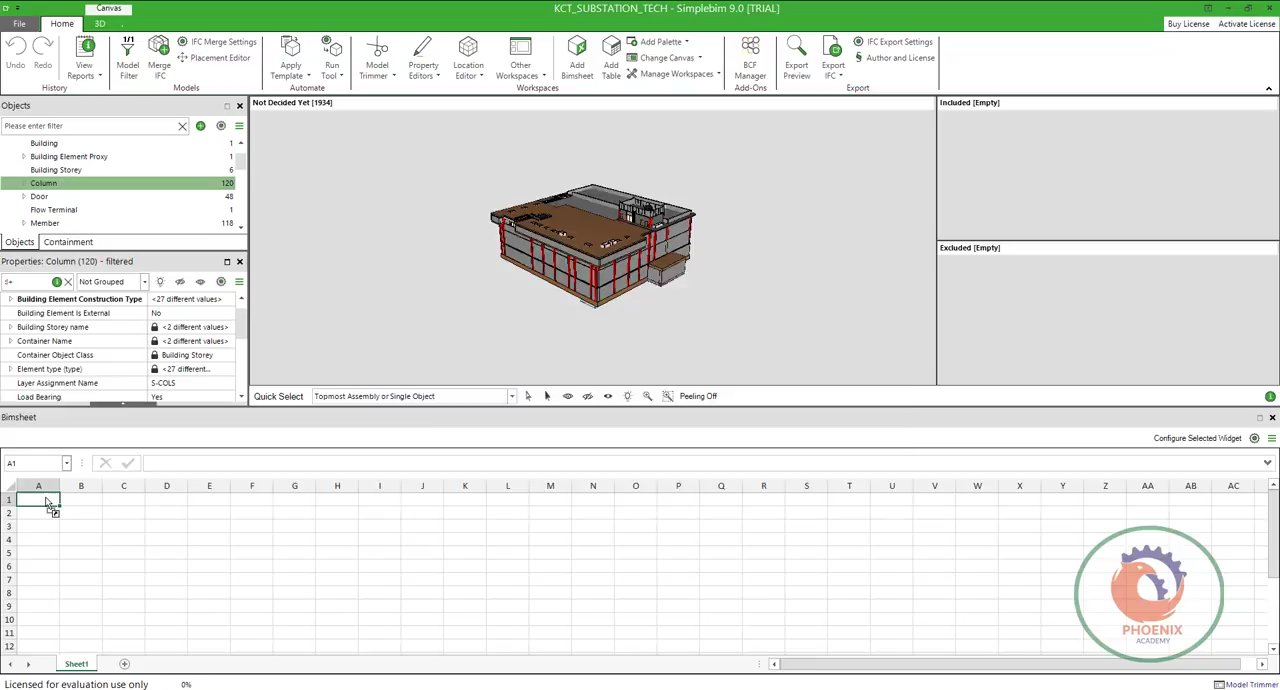 Canvas
KCT_SUBSTATION_TECH - Simplebim 9.0 [TRIAL]
File Home 3D
Buy License Activate License
Undo Redo
View Reports
History
Model Filter
Merge IFC
IFC Merge Settings
Placement Editor
Models
Apply Template
Run Tool
Automate
Model Trimmer
Property Editors
Location Editor
Other Workspaces
Add Bimsheet
Add Table
Add Palette
Change Canvas
Manage Workspaces
Workspaces
BCF Manager
Add-Ons
Export Preview
Export IFC
IFC Export Settings
Author and License
Export
Objects
Please enter filter
Building 1
Building Element Proxy 1
Building Storey 6
Column 120
Door 48
Flow Terminal 1
Member 118
Objects Containment
Properties: Column (120) - filtered
Not Grouped
Building Element Construction Type <27 different values>
Building Element Is External No
Building Storey name <2 different values>
Container Name <2 different values>
Container Object Class Building Storey
Element type (type) <27 different...
Layer Assignment Name S-COLS
Load Bearing Yes
Not Decided Yet [1934]
Included [Empty]
Excluded [Empty]
Quick Select Topmost Assembly or Single Object Peeling Off
Bimsheet
Configure Selected Widget
A1
A B C D E F G H I J K L M N O P Q R S T U V W X Y Z AA AB AC
1
2
3
4
5
6
7
8
9
10
11
12
PHOENIX
ACADEMY
Sheet1
Licensed for evaluation use only 0% Model Trimmer